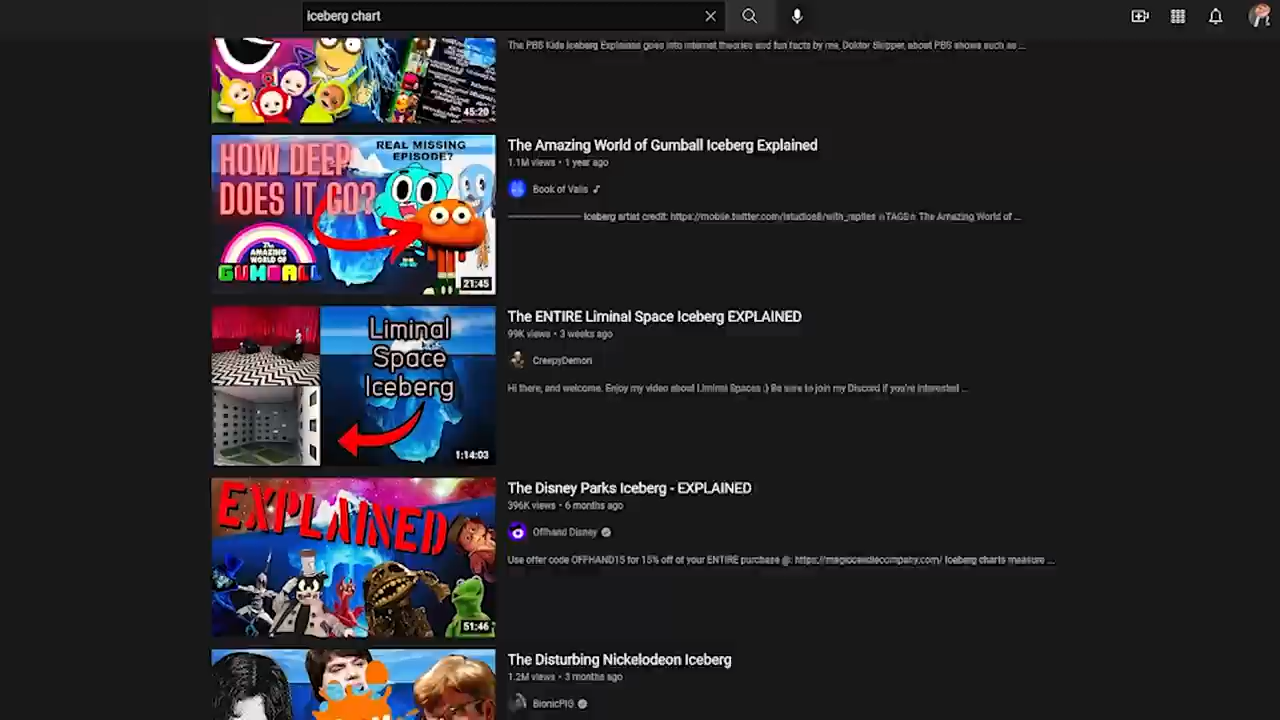 iceberg chart
The PBS Kids Iceberg Explained goes into internet theories and fun facts by me, Doktor Skipper, about PBS shows such as ...
45:20
HOW DEEP
DOES IT GO?
REAL MISSING
EPISODE?
The
AMAZING
WORLD OF
GUMBALL
21:45
The Amazing World of Gumball Iceberg Explained
1.1M views • 1 year ago
Book of Valis
Iceberg artist credit: https://mobile.twitter.com/istudios8/with_replies TAGS The Amazing World of ...
Liminal
Space
Iceberg
1:14:03
The ENTIRE Liminal Space Iceberg EXPLAINED
99K views • 3 weeks ago
CreepyDemon
Hi there, and welcome. Enjoy my video about Liminal Spaces :) Be sure to join my Discord if you're interested ...
EXPLAINED
51:46
The Disney Parks Iceberg - EXPLAINED
396K views • 6 months ago
Offhand Disney
Use offer code OFFHAND15 for 15% off of your ENTIRE purchase @: https://magiccandlecompany.com/ Iceberg charts measure ...
The Disturbing Nickelodeon Iceberg
1.2M views • 3 months ago
BionicPIG